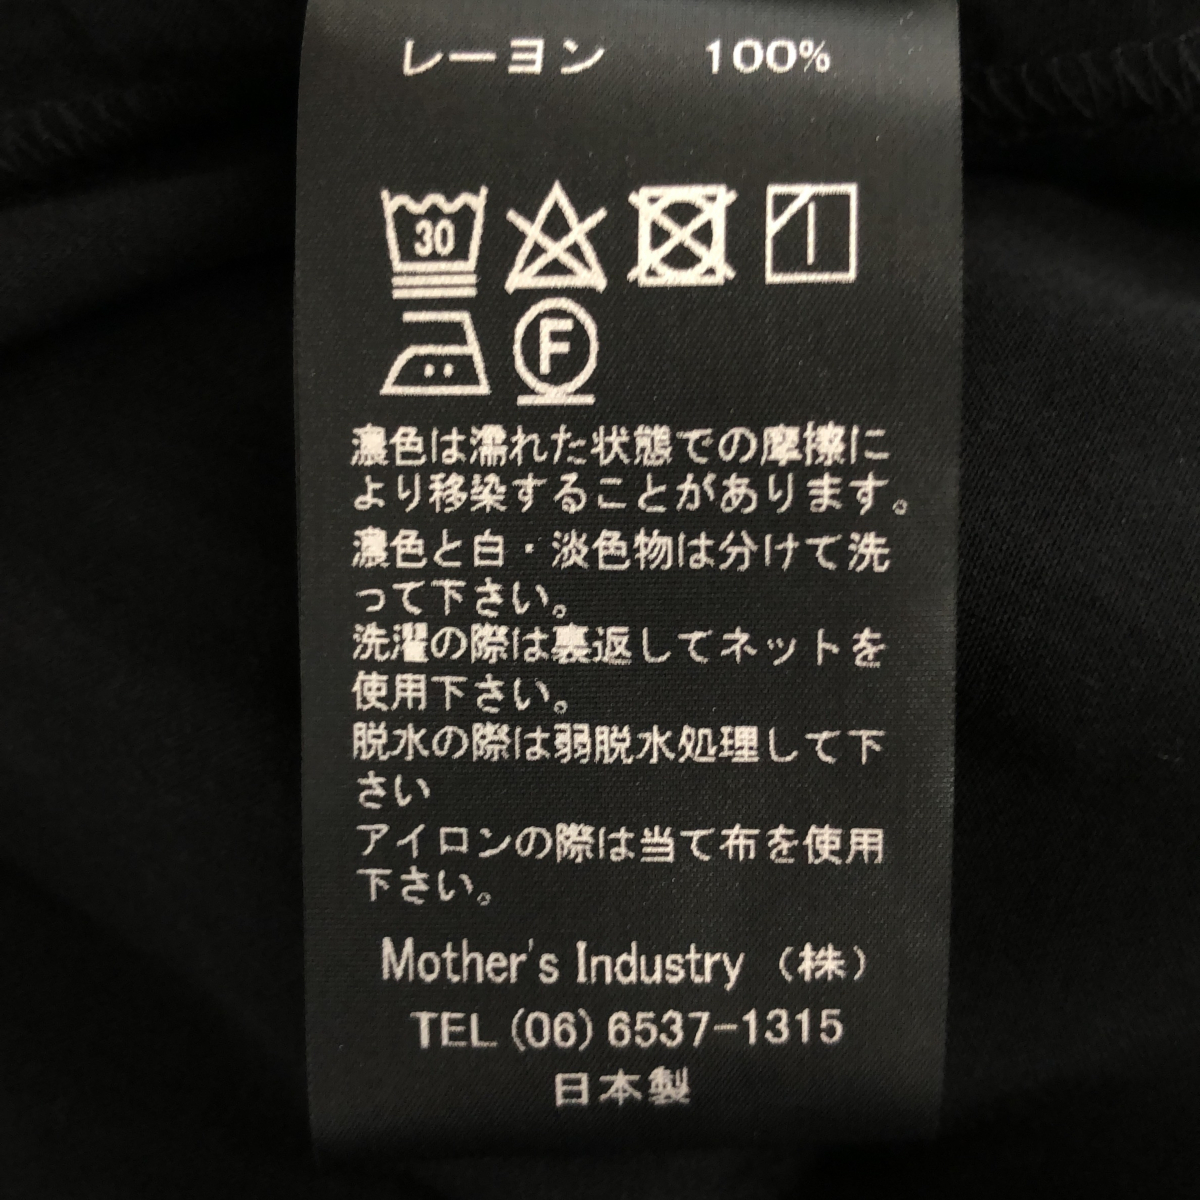 レーヨン 100%
30
F
濃色は濡れた状態での摩擦に
より移染することがあります。
濃色と白・淡色物は分けて洗
って下さい。
洗濯の際は裏返してネットを
使用下さい。
脱水の際は弱脱水処理して下
さい
アイロンの際は当て布を使用
下さい。
Mother's Industry （株）
TEL (06) 6537-1315
日本製